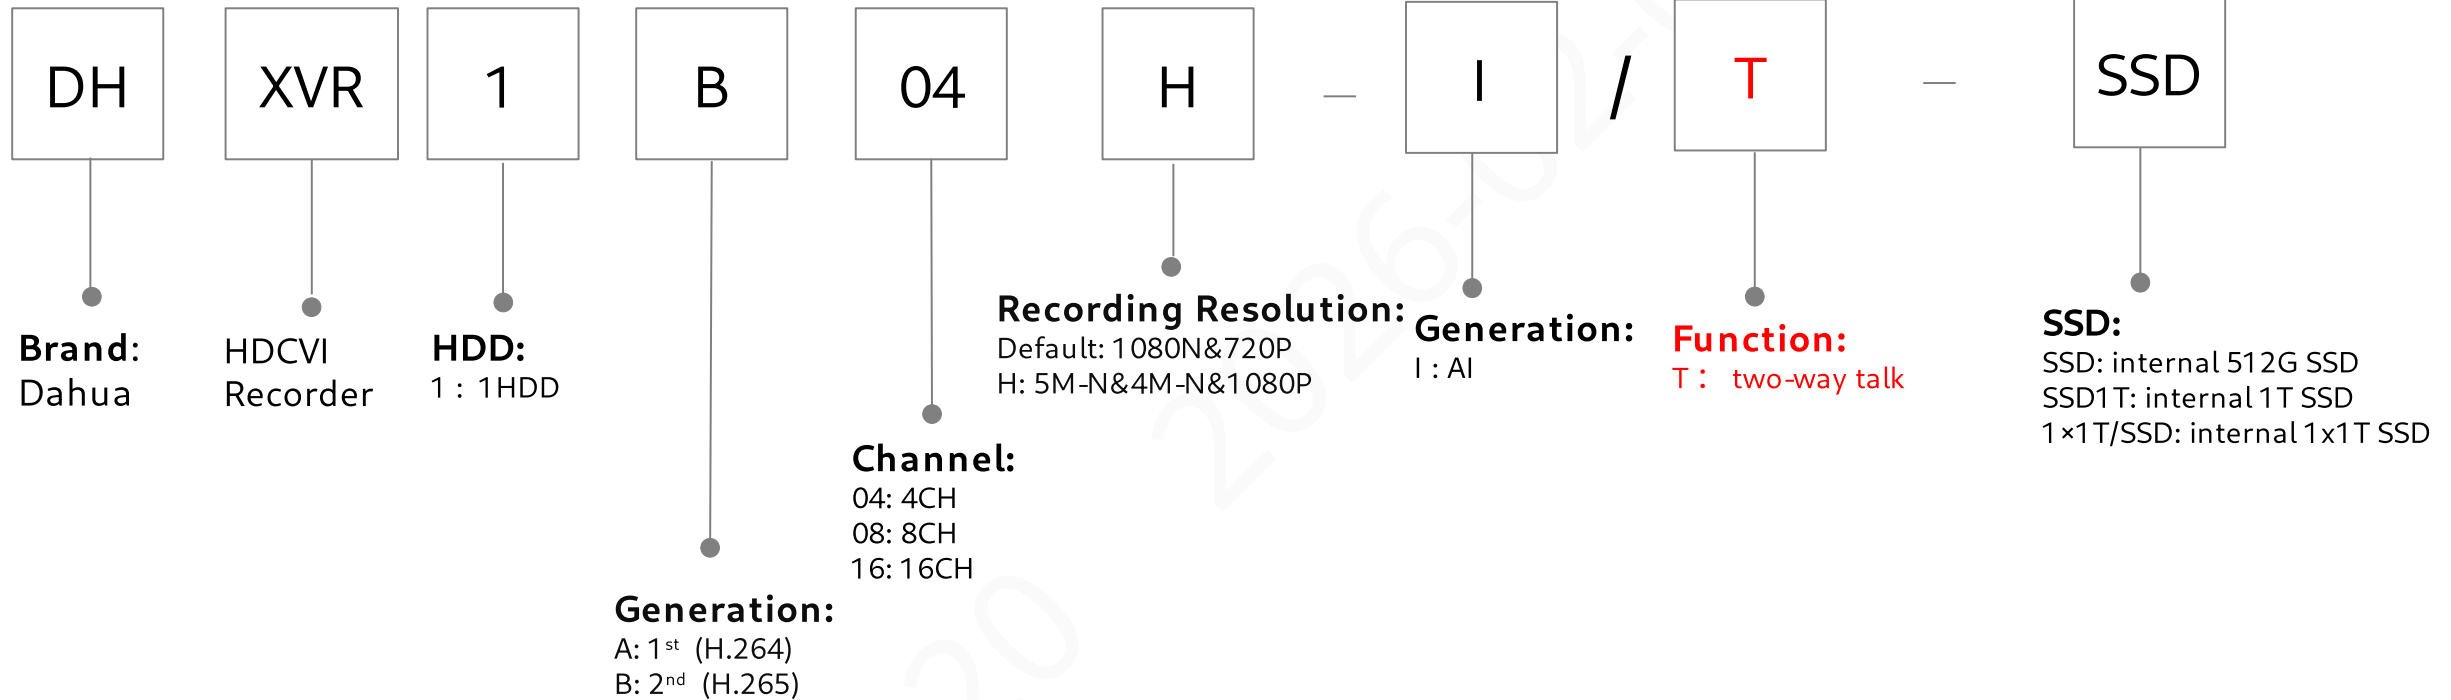 DH XVR 1 B 04 H — I / T — SSD
Brand:
Dahua
HDCVI
Recorder
HDD:
1 : 1HDD
Generation:
A: 1st (H.264)
B: 2nd (H.265)
Channel:
04: 4CH
08: 8CH
16: 16CH
Recording Resolution:
Default: 1080N&720P
H: 5M-N&4M-N&1080P
Generation:
I : AI
Function:
T： two-way talk
SSD:
SSD: internal 512G SSD
SSD1T: internal 1T SSD
1×1T/SSD: internal 1x1T SSD